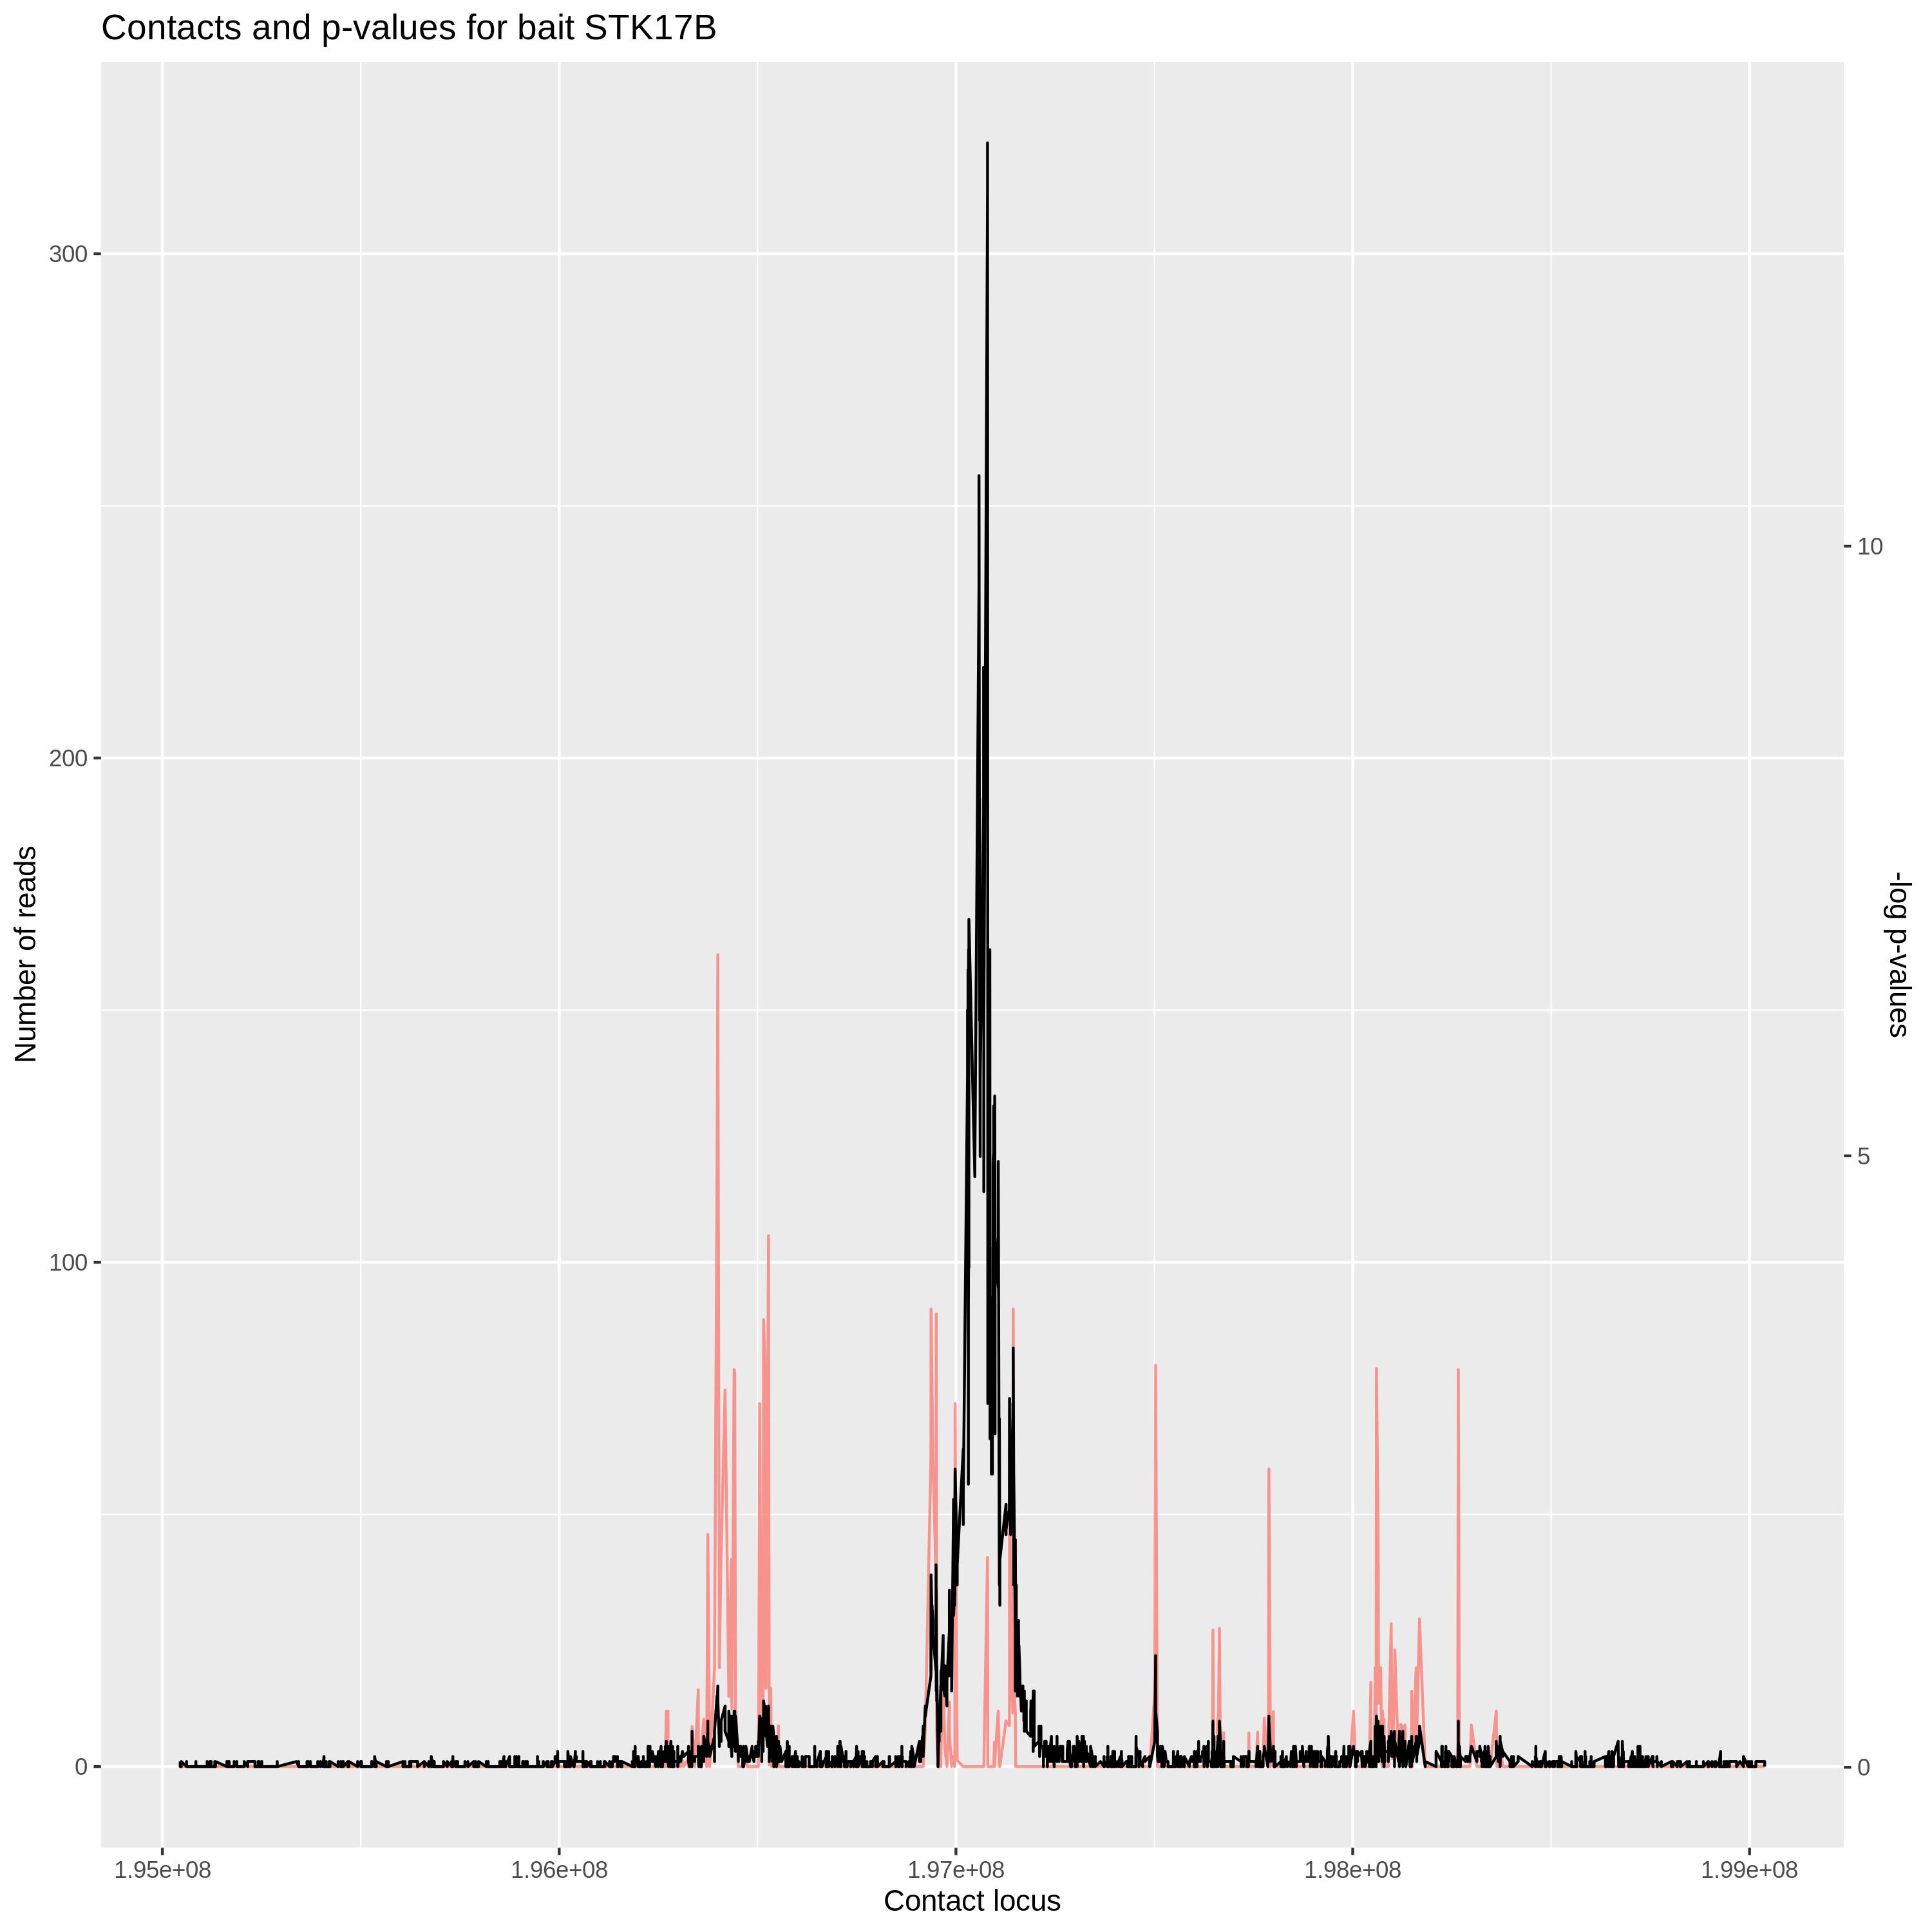 Contacts and p-values for bait STK17B
Number of reads
300
200
100
0
-log p-values
10
5
0
1.95e+08
1.96e+08
1.97e+08
1.98e+08
1.99e+08
Contact locus